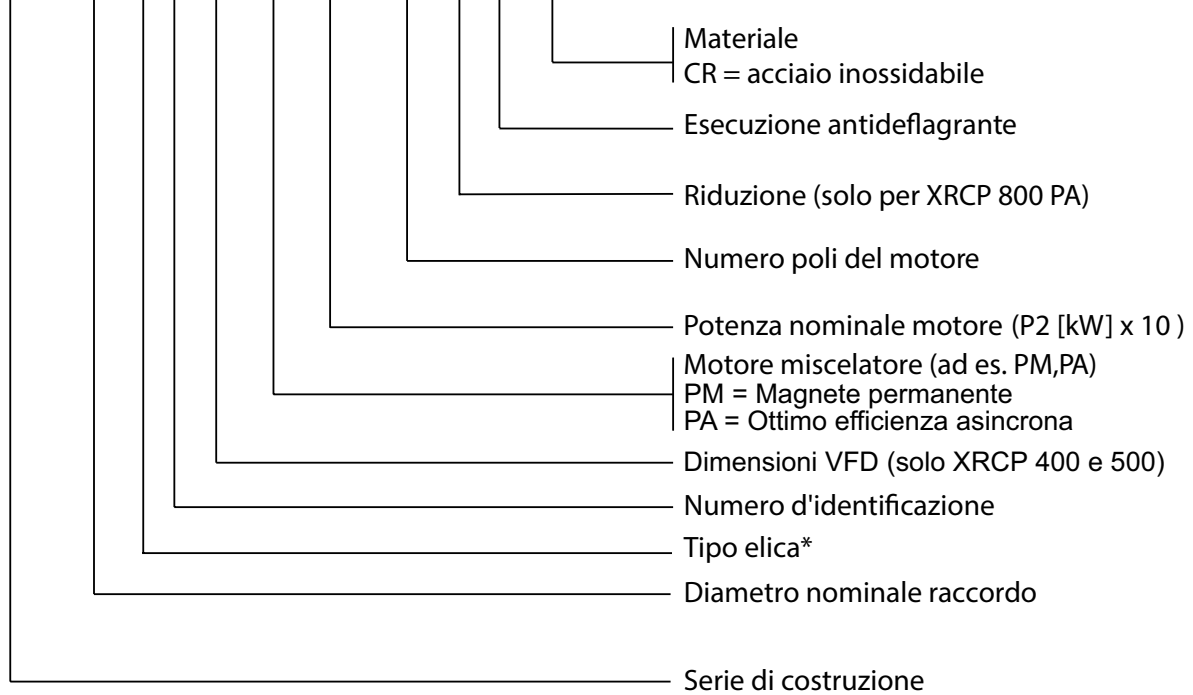 Materiale
CR = acciaio inossidabile
Esecuzione antideflagrante
Riduzione (solo per XRCP 800 PA)
Numero poli del motore
Potenza nominale motore (P2 [kW] x 10 )
Motore miscelatore (ad es. PM,PA)
PM = Magnete permanente
PA = Ottimo efficienza asincrona
Dimensioni VFD (solo XRCP 400 e 500)
Numero d'identificazione
Tipo elica*
Diametro nominale raccordo
Serie di costruzione